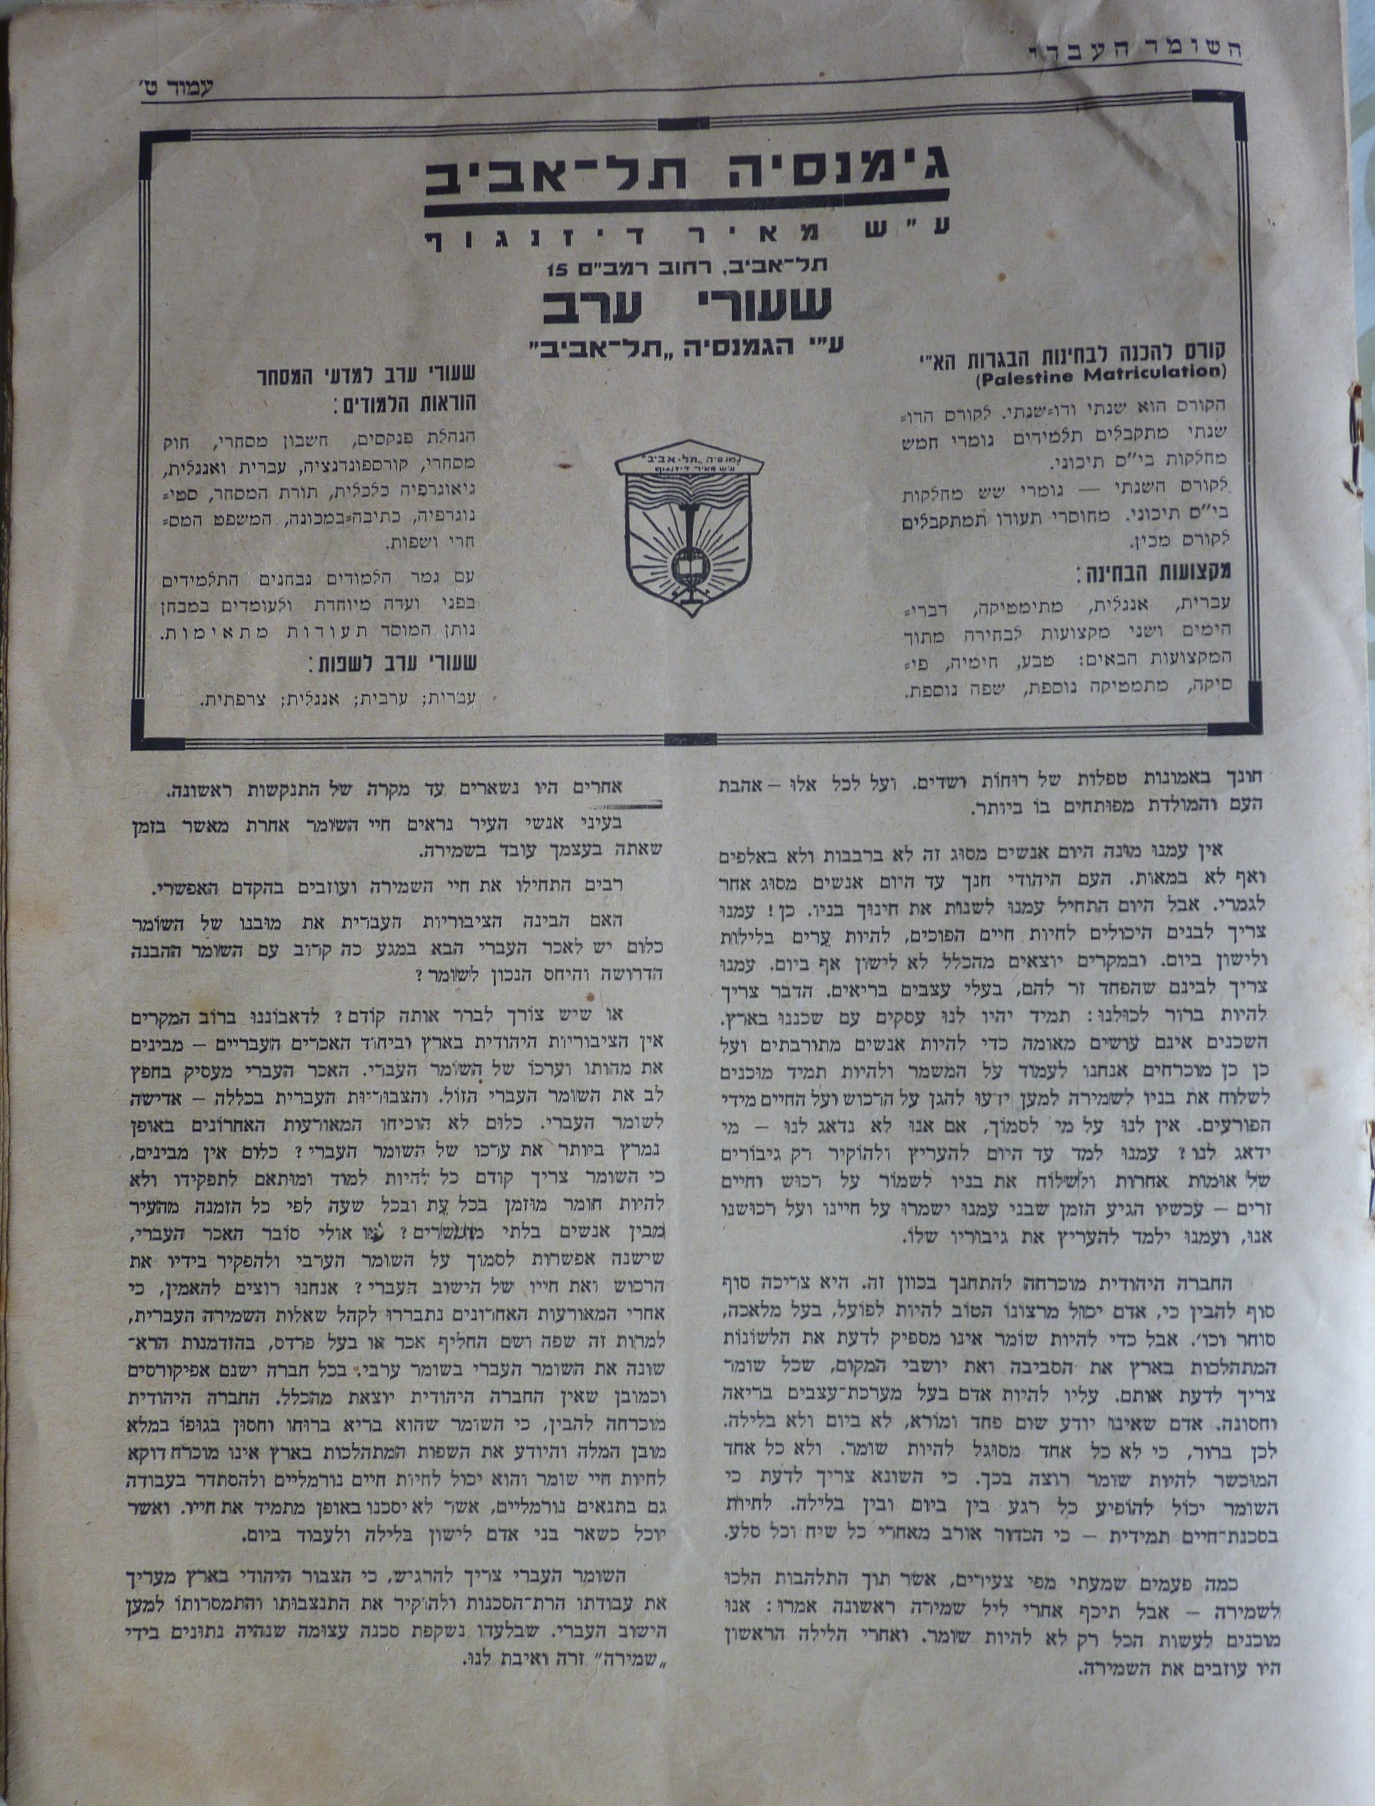 השומר העברי
עמוד ט׳
גימנסיה תל־אביב
ע״ש מאיר דיזנגוף
תל־אביב, רחוב רמב״ם 15
שעורי ערב
ע״י הגמנסיה „תל־אביב״
קורס להכנה לבחינות הבגרות הא״י
(Palestine Matriculation)
הקורס הוא שנתי ודו־שנתי. לקורס הדו־
שנתי מתקבלים תלמידים גומרי חמש
מחלקות בי״ס תיכוני.
לקורס השנתי — גומרי שש מחלקות
בי״ס תיכוני. מחוסרי תעודו תמתקבלים
לקורס מכין.
מקצועות הבחינה:
עברית, אנגלית, מתימטיקה, דברי־
הימים ושני מקצועות לבחירה מתוך
המקצועות הבאים: טבע, חימיה, פי־
סיקה, מתמטיקה נוספת, שפה נוספת.
גמנסיה „תל-אביב״
ע״ש מאיר דיזנגוף
שעורי ערב למדעי המסחר
הוראות הלמודים:
הנהלת פנקסים, חשבון מסחרי, חוק
מסחרי, קורספונדנציה, עברית ואנגלית,
גיאוגרפיה כלכלית, תורת המסחר, סטי־
נוגרפיה, כתיבה־במכונה, המשפט המס־
חרי ושפות.
עם גמר הלמודים נבחנים התלמידים
בפני ועדה מיוחדת ולעומדים במבחן
נותן המוסד תעודות מתאימות.
שעורי ערב לשפות:
עברית; ערבית; אנגלית; צרפתית.
חונך באמונות טפלות של רוחות ושדים. ועל לכל אלו — אהבת
העם והמולדת מפותחים בו ביותר.
אין עמנו מונה היום אנשים מסוג זה לא ברבבות ולא באלפים
ואף לא במאות. העם היהודי חנך עד היום אנשים מסוג אחר
לגמרי. אבל היום התחיל עמנו לשנות את חינוך בניו. כן! עמנו
צריך לבנים היכולים לחיות חיים הפוכים, להיות ערים בלילות
ולישון ביום. ובמקרים יוצאים מהכלל לא לישון אף ביום. עמנו
צריך לבינם שהפחד זר להם, בעלי עצבים בריאים. הדבר צריך
להיות ברור לכולנו: תמיד יהיו לנו עסקים עם שכננו בארץ.
השכנים אינם עושים מאומה כדי להיות אנשים מתורבתים ועל
כן מוכרחים אנחנו לעמוד על המשמר ולהיות תמיד מוכנים
לשלוח את בניו לשמירה למען ידעו להגן על הרכוש ועל החיים מידי
הפורעים. אין לנו על מי לסמוך, אם אנו לא נדאג לנו — מי
ידאג לנו? עמנו למד עד היום להעריץ ולהוקיר רק גיבורים
של אומות אחרות ולשלוח את בניו לשמור על רכוש וחיים
זרים — עכשיו הגיע הזמן שבני עמנו ישמרו על חיינו ועל רכושנו
אנו, ועמנו ילמד להעריץ את גיבוריו שלו.
החברה היהודית מוכרחה להתחנך בכוון זה. היא צריכה סוף
סוף להבין כי, אדם יכול מרצונו הטוב להיות לפועל, בעל מלאכה,
סוחר וכו׳. אבל כדי להיות שומר אינו מספיק לדעת את הלשונות
המתהלכות בארץ את הסביבה ואת יושבי המקום, שכל שומר
צריך לדעת אותם. עליו להיות אדם בעל מערכת־עצבים בריאה
וחסונה. אדם שאינו יודע שום פחד ומורא, לא ביום ולא בלילה.
לכן ברור, כי לא כל אחד מסוגל להיות שומר. ולא כל אחד
המוכשר להיות שומר רוצה בכך. כי השונא צריך לדעת כי
השומר יכול להופיע כל רגע בין ביום ובין בלילה. לחיות
בסכנת־חיים תמידית — כי הכדור אורב מאחרי כל שיח וכל סלע.
כמה פעמים שמעתי מפי צעירים, אשר תוך התלהבות הלכו
לשמירה — אבל תיכף אחרי ליל שמירה ראשונה אמרו: אנו
מוכנים לעשות הכל רק לא להיות שומר. ואחרי הלילה הראשון
היו עוזבים את השמירה.
אחרים היו נשארים עד מקרה של התנקשות ראשונה.
בעיני אנשי העיר נראים חיי השומר אחרת מאשר בזמן
שאתה בעצמך עובד בשמירה.
רבים התחילו את חיי השמירה ועוזבים בהקדם האפשרי.
האם הבינה הציבוריות העברית את מובנו של השומר
כלום יש לאכר העברי הבא במגע כה קרוב עם השומר ההבנה
הדרושה והיחס הנכון לשומר?
או שיש צורך לברר אותה קודם? לדאבוננו ברוב המקרים
אין הציבוריות היהודית בארץ וביחוד האכרים העבריים — מבינים
את מהותו וערכו של השומר העברי. האכר העברי מעסיק בחפץ
לב את השומר העברי הזול. והצבוריות העברית בכללה — אדישה
לשומר העברי. כלום לא הוכיחו המאורעות האחרונים באופן
נמרץ ביותר את ערכו של השומר העברי? כלום אין מבינים,
כי השומר צריך קודם כל להיות למוד ומותאם לתפקידו ולא
להיות חומר מוזמן בכל עת ובכל שעה לפי כל הזמנה מהעיר
מבין אנשים בלתי אולי סובר האכר העברי,
שישנה אפשרות לסמוך על השומר הערבי ולהפקיר בידיו את
הרכוש ואת חייו של הישוב העברי? אנחנו רוצים להאמין, כי
אחרי המאורעות האחרונים נתבררו לקהל שאלות השמירה העברית,
למרות זה שפה ושם החליף אכר או בעל פרדס, בהזדמנות הרא־
שונה את השומר העברי בשומר ערבי. בכל חברה ישנם אפיקורסים
וכמובן שאין החברה היהודית יוצאת מהכלל. החברה היהודית
מוכרחה להבין, כי השומר שהוא בריא ברוחו וחסון בגופו במלא
מובן המלה והיודע את השפות המתהלכות בארץ אינו מוכרח דוקא
לחיות חיי שומר והוא יכול לחיות חיים נורמליים ולהסתדר בעבודה
גם בתנאים נורמליים, אשר לא יסכנו באופן מתמיד את חייו. ואשר
יוכל כשאר בני אדם לישון בלילה ולעבוד ביום.
השומר העברי צריך להרגיש, כי הצבור היהודי בארץ מעריך
את עבודתו הרת־הסכנות ולהוקיר את התנצבותו והתמסרותו למען
הישוב העברי. שבלעדו נשקפת סכנה עצומה שנהיה נתונים בידי
„שמירה״ זרה ואיבת לנו.